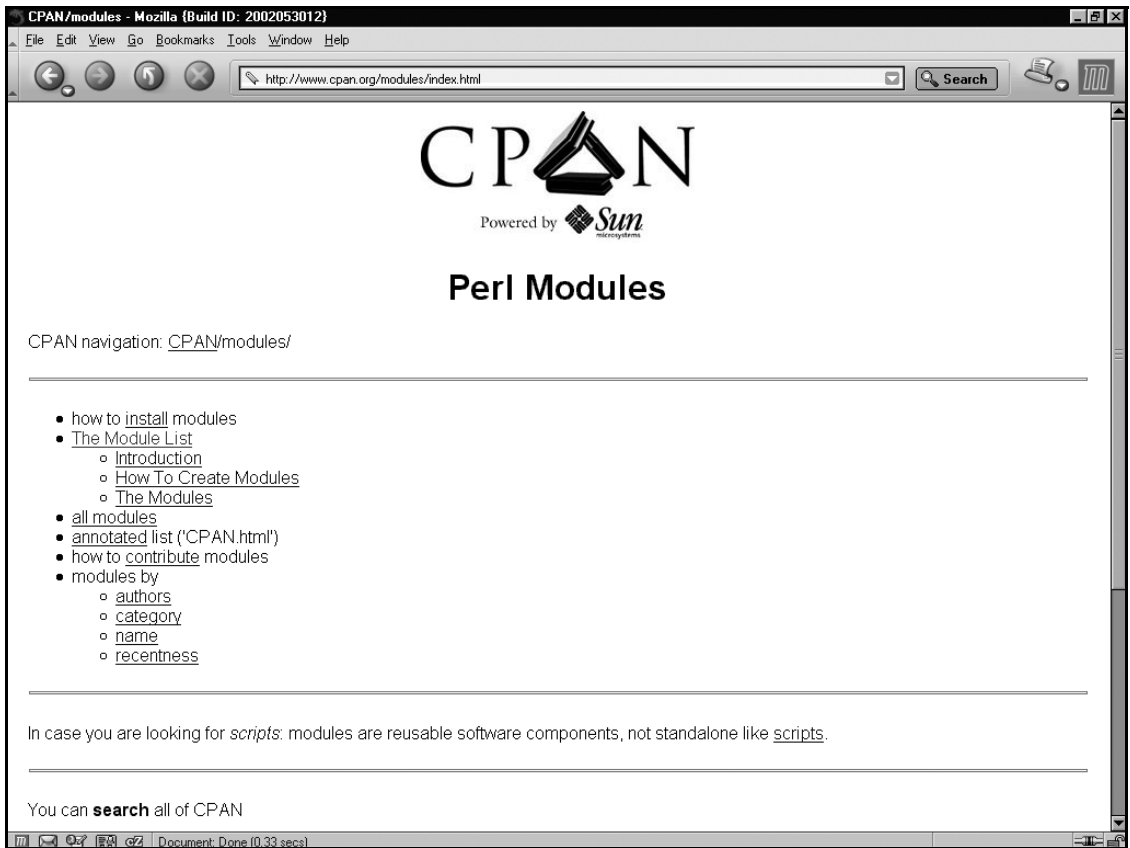 CPAN/modules - Mozilla {Build ID: 2002053012}
File Edit View Go Bookmarks Tools Window Help
http://www.cpan.org/modules/index.html Search
CPAN
Powered by Sun
microsystems
Perl Modules
CPAN navigation: CPAN/modules/
how to install modules
The Module List
Introduction
How To Create Modules
The Modules
all modules
annotated list ('CPAN.html')
how to contribute modules
modules by
authors
category
name
recentness
In case you are looking for scripts: modules are reusable software components, not standalone like scripts.
You can search all of CPAN
Document: Done (0.33 secs)